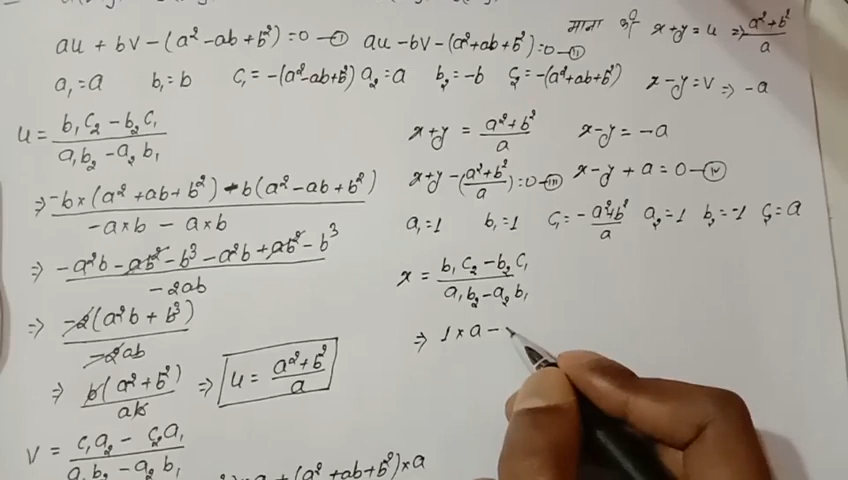 au + bv - (a² - ab + b²) = 0 - ①
a₁ = a b₁ = b c₁ = -(a² - ab + b²)
u = (b₁c₂ - b₂c₁)/(a₁b₂ - a₂b₁)
⇒ (-b × (a² + ab + b²) - b(a² - ab + b²))/(-a×b - a×b)
⇒ (-a²b - ab² - b³ - a²b + ab² - b³)/(-2ab)
⇒ (-2(a²b + b³))/(-2ab)
⇒ (b(a² + b²))/(ab) ⇒ u = (a² + b²)/a
v = (c₁a₂ - c₂a₁)/(a₁b₂ - a₂b₁)
) × a + (a² + ab + b²) × a
माना की x + y = u ⇒ (a² + b²)/a
au - bv - (a² + ab + b²) = 0 - ⑪
a₂ = a b₂ = -b c₂ = -(a² + ab + b²) x - y = v ⇒ -a
x + y = (a² + b²)/a x - y = -a
x + y - ((a² + b²)/a) = 0 - ⑪ⁱ x - y + a = 0 - Ⓘⓥ
a₁ = 1 b₁ = 1 c₁ = -(a² + b²)/a a₂ = 1 b₂ = -1 c₂ = a
x = (b₁c₂ - b₂c₁)/(a₁b₂ - a₂b₁)
⇒ 1 × a -